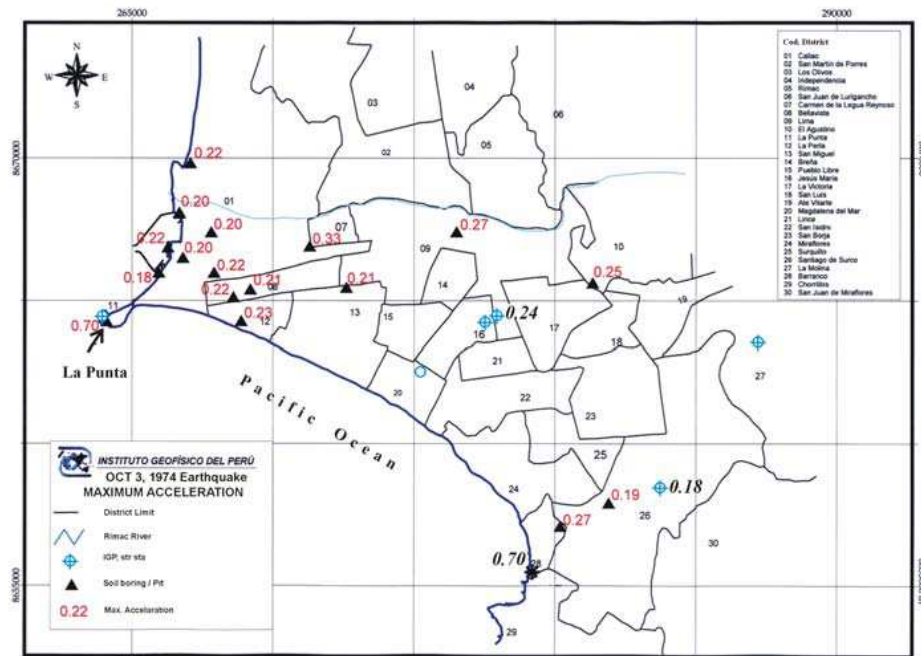 265000
290000
N
W E
S
Cod. District
01 Callao
02 San Martin de Porres
03 Los Olivos
04 Independencia
05 Rimac
06 San Juan de Lurigancho
07 Carmen de la Legua Reynoso
08 Bellavista
09 Lima
10 El Agustino
11 La Punta
12 La Perla
13 San Miguel
14 Breña
15 Pueblo Libre
16 Jesús María
17 La Victoria
18 San Luis
19 Ate Vitarte
20 Magdalena del Mar
21 Lince
22 San Isidro
23 San Borja
24 Miraflores
25 Surquillo
26 Santiago de Surco
27 La Molina
28 Barranco
29 Chorrillos
30 San Juan de Miraflores
03
04
06
02
05
8670000
0.22
01
0.20
0.20
07
0.33
0.27
09
10
0.22
0.20
0.18
0.22
0.21
0.22
08
0.21
14
0.25
19
11
0.70
0.23
12
13
15
16
0.24
17
18
La Punta
21
27
20
22
23
Pacific Ocean
25
24
0.18
0.19
26
0.27
30
0.70
28
29
8655000
INSTITUTO GEOFÍSICO DEL PERÚ
OCT 3, 1974 Earthquake
MAXIMUM ACCELERATION
District Limit
Rimac River
IGP, str sta
Soil boring / Pit
0.22 Max. Accelaration